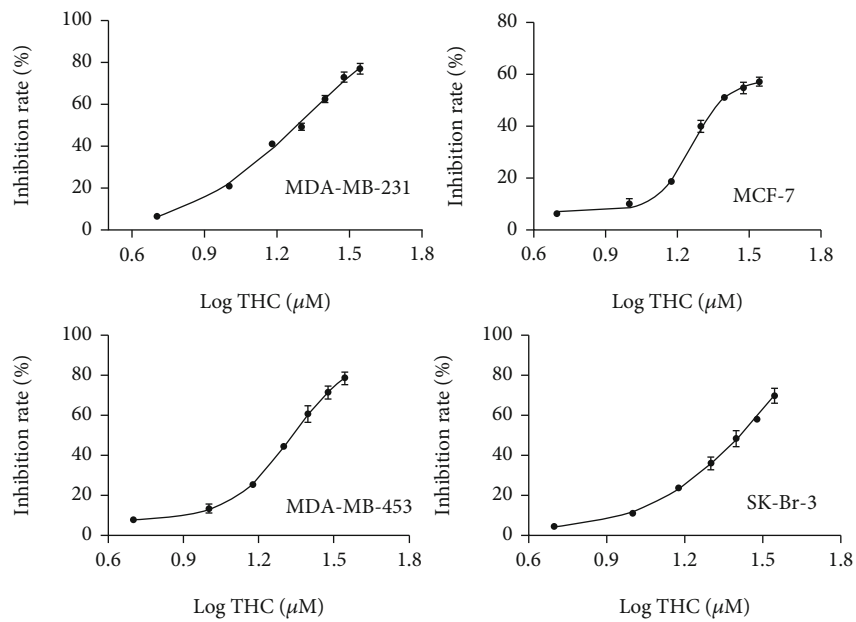 Inhibition rate (%)
100
80
60
40
20
0
MDA-MB-231
0.6 0.9 1.2 1.5 1.8
Log THC (μM)
Inhibition rate (%)
80
60
40
20
0
MCF-7
0.6 0.9 1.2 1.5 1.8
Log THC (μM)
Inhibition rate (%)
100
80
60
40
20
0
MDA-MB-453
0.6 0.9 1.2 1.5 1.8
Log THC (μM)
Inhibition rate (%)
100
80
60
40
20
0
SK-Br-3
0.6 0.9 1.2 1.5 1.8
Log THC (μM)